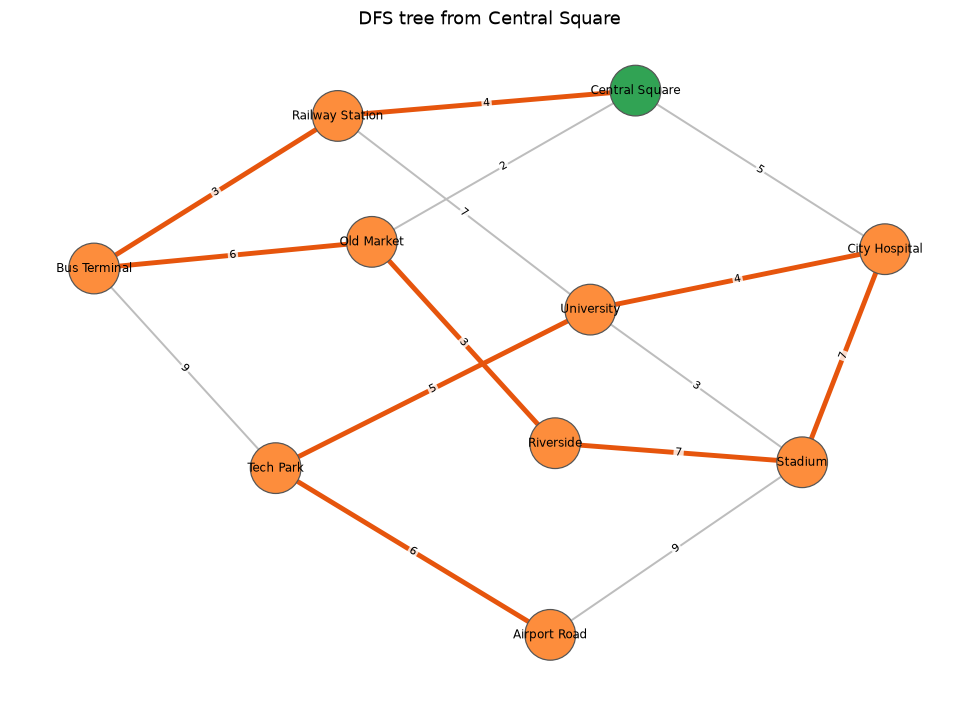 DFS tree from Central Square
Central Square
4
Railway Station
2
5
3
7
Old Market
City Hospital
6
Bus Terminal
4
University
3
7
9
5
3
Riverside
7
Stadium
Tech Park
6
9
Airport Road